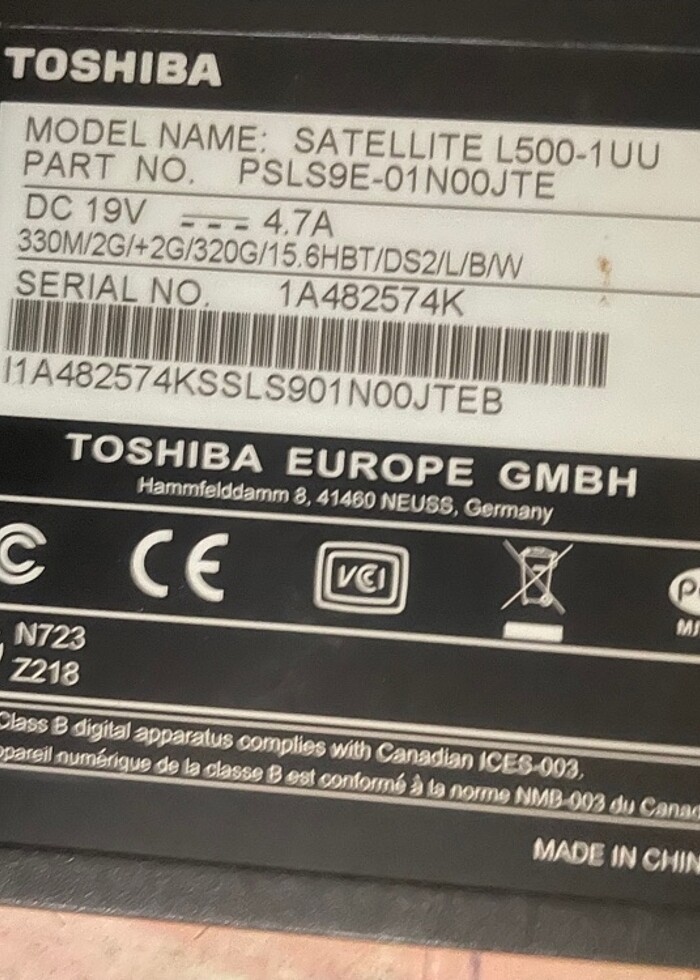 TOSHIBA
MODEL NAME: SATELLITE L500-1UU
PART NO. PSLS9E-01N00JTE
DC 19V 4.7A
330M/2G/+2G/320G/15.6HBT/DS2/L/B/W
SERIAL NO. 1A482574K
I1A482574KSSLS901N00JTEB
TOSHIBA EUROPE GMBH
Hammfelddamm 8, 41460 NEUSS, Germany
CE VCI
N723
Z218
Class B digital apparatus complies with Canadian ICES-003.
ppareil numérique de la classe B est conformé à la norme NMB-003 du Canad
MADE IN CHIN